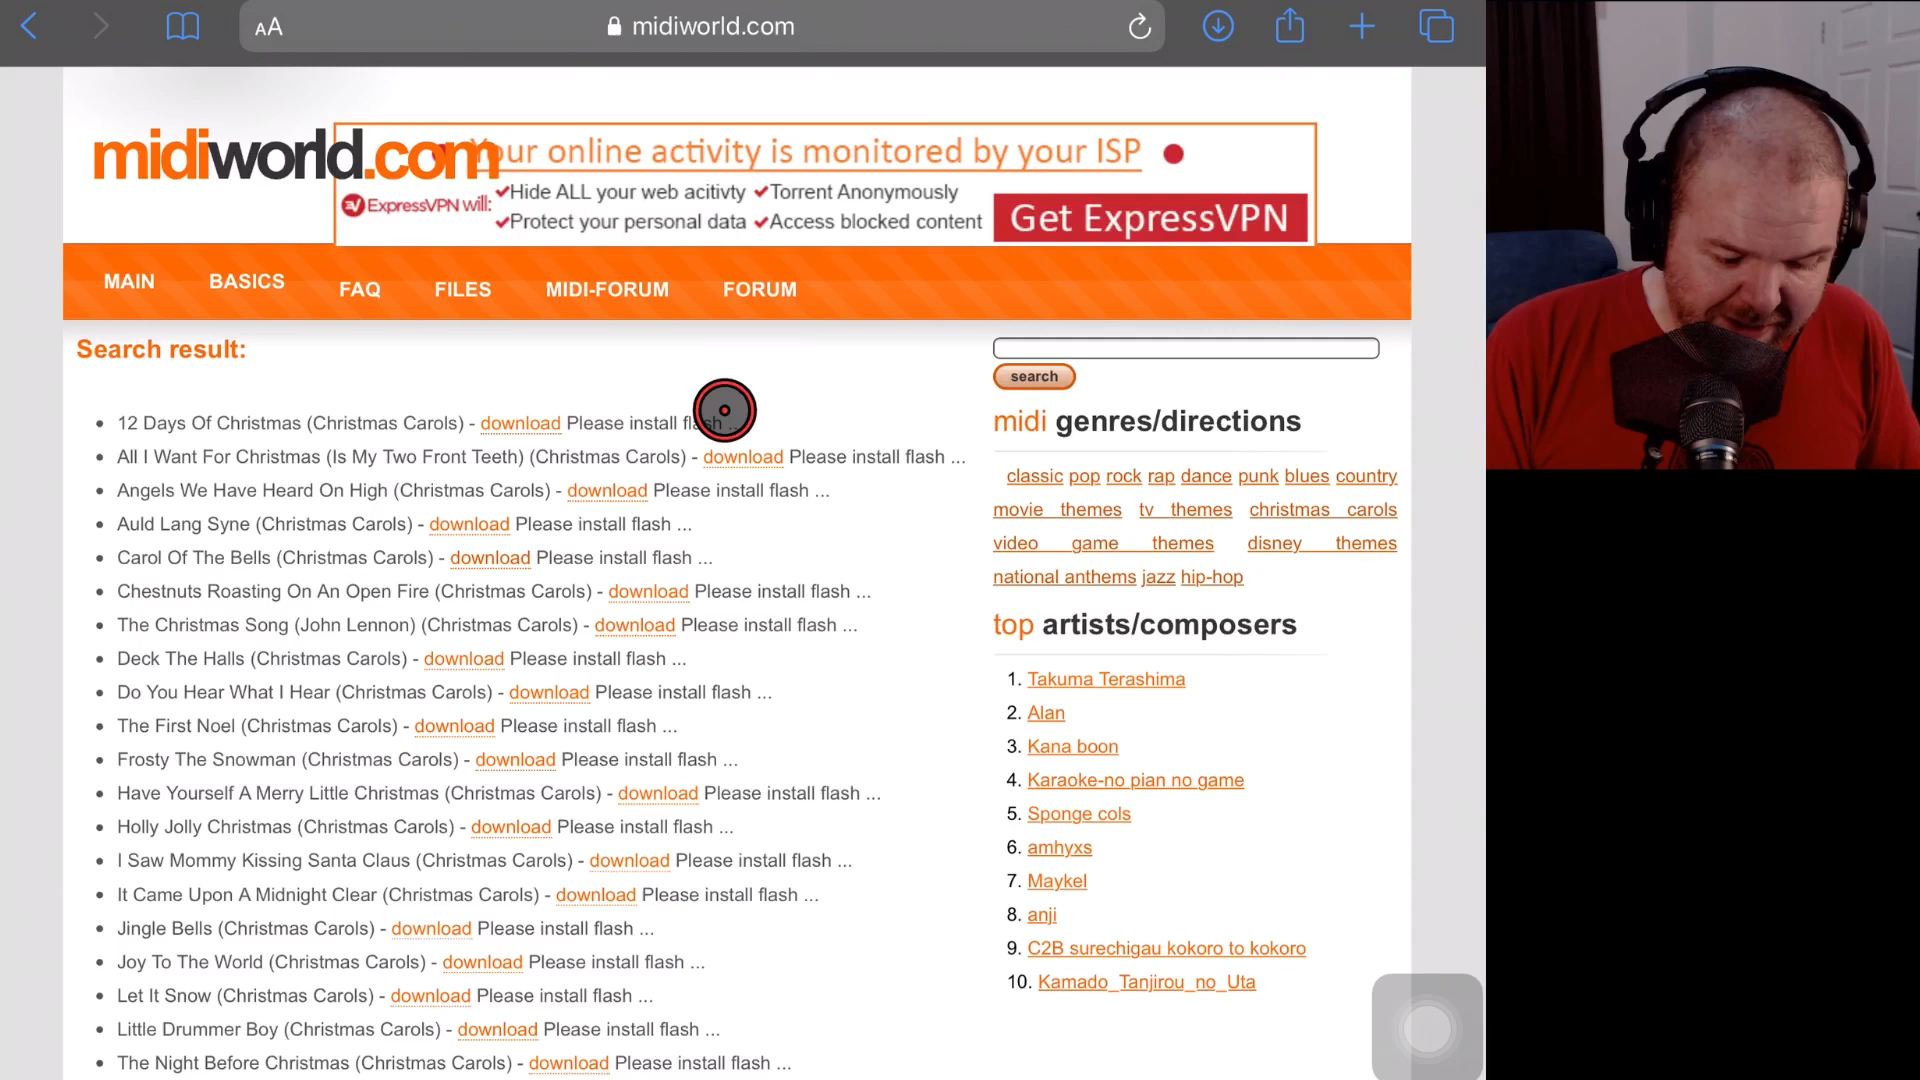 AA
midiworld.com
midiworld.com
Your online activity is monitored by your ISP
ExpressVPN will:
Hide ALL your web acitivty
Torrent Anonymously
Protect your personal data
Access blocked content
Get ExpressVPN
MAIN
BASICS
FAQ
FILES
MIDI-FORUM
FORUM
Search result:
12 Days Of Christmas (Christmas Carols) - download Please install flash ...
All I Want For Christmas (Is My Two Front Teeth) (Christmas Carols) - download Please install flash ...
Angels We Have Heard On High (Christmas Carols) - download Please install flash ...
Auld Lang Syne (Christmas Carols) - download Please install flash ...
Carol Of The Bells (Christmas Carols) - download Please install flash ...
Chestnuts Roasting On An Open Fire (Christmas Carols) - download Please install flash ...
The Christmas Song (John Lennon) (Christmas Carols) - download Please install flash ...
Deck The Halls (Christmas Carols) - download Please install flash ...
Do You Hear What I Hear (Christmas Carols) - download Please install flash ...
The First Noel (Christmas Carols) - download Please install flash ...
Frosty The Snowman (Christmas Carols) - download Please install flash ...
Have Yourself A Merry Little Christmas (Christmas Carols) - download Please install flash ...
Holly Jolly Christmas (Christmas Carols) - download Please install flash ...
I Saw Mommy Kissing Santa Claus (Christmas Carols) - download Please install flash ...
It Came Upon A Midnight Clear (Christmas Carols) - download Please install flash ...
Jingle Bells (Christmas Carols) - download Please install flash ...
Joy To The World (Christmas Carols) - download Please install flash ...
Let It Snow (Christmas Carols) - download Please install flash ...
Little Drummer Boy (Christmas Carols) - download Please install flash ...
The Night Before Christmas (Christmas Carols) - download Please install flash ...
search
midi genres/directions
classic pop rock rap dance punk blues country
movie themes tv themes christmas carols
video game themes disney themes
national anthems jazz hip-hop
top artists/composers
1. Takuma Terashima
2. Alan
3. Kana boon
4. Karaoke-no pian no game
5. Sponge cols
6. amhyxs
7. Maykel
8. anji
9. C2B surechigau kokoro to kokoro
10. Kamado_Tanjirou_no_Uta